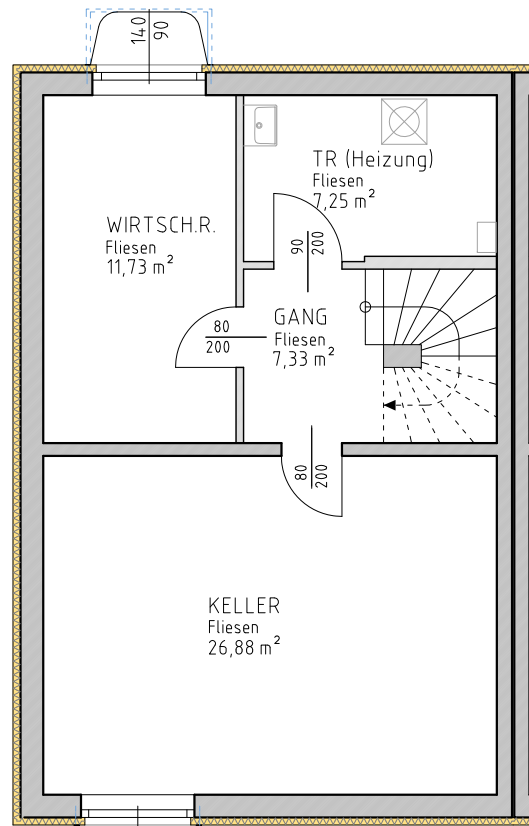 140
90
TR (Heizung)
Fliesen
7,25 m²
WIRTSCH.R.
Fliesen
11,73 m²
90
200
GANG
Fliesen
7,33 m²
80
200
80
200
KELLER
Fliesen
26,88 m²